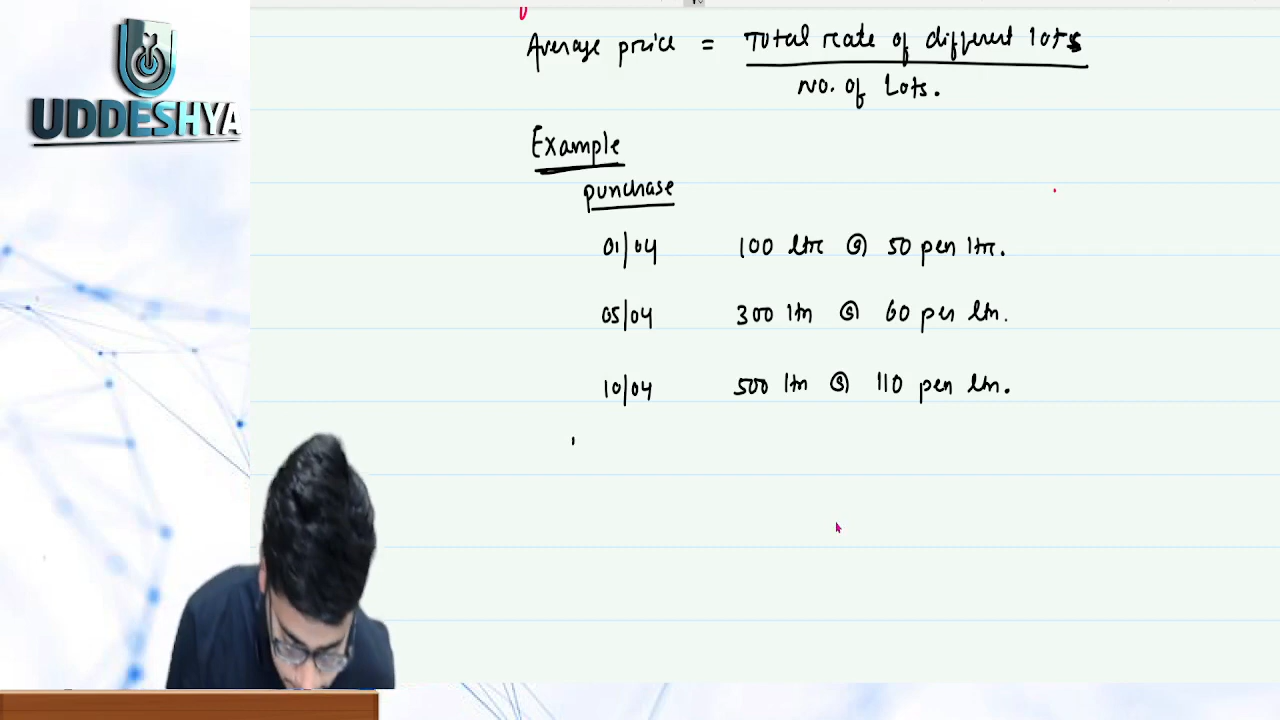 UDDESHYA
Average price = Total rate of different lots
No. of Lots.
Example
purchase
01/04 100 ltr @ 50 per ltr.
05/04 300 ltr @ 60 per ltr.
10/04 500 ltr @ 110 per ltr.